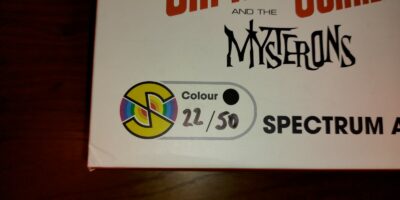 AND THE
MYSTERONS
Colour
22/50
SPECTRUM A